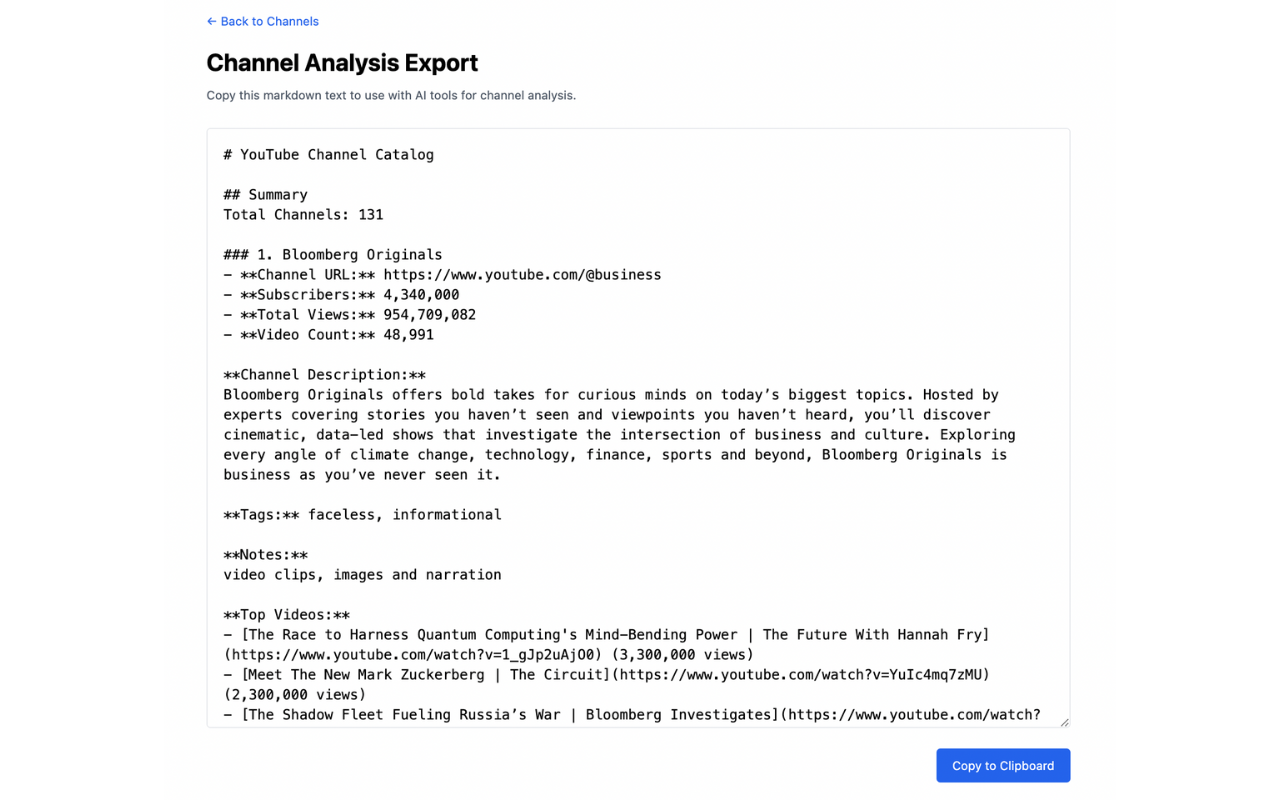 ← Back to Channels
Channel Analysis Export
Copy this markdown text to use with AI tools for channel analysis.
# YouTube Channel Catalog
## Summary
Total Channels: 131
### 1. Bloomberg Originals
– **Channel URL:** https://www.youtube.com/@business
– **Subscribers:** 4,340,000
– **Total Views:** 954,709,082
– **Video Count:** 48,991
**Channel Description:**
Bloomberg Originals offers bold takes for curious minds on today’s biggest topics. Hosted by
experts covering stories you haven’t seen and viewpoints you haven’t heard, you’ll discover
cinematic, data-led shows that investigate the intersection of business and culture. Exploring
every angle of climate change, technology, finance, sports and beyond, Bloomberg Originals is
business as you’ve never seen it.
**Tags:** faceless, informational
**Notes:**
video clips, images and narration
**Top Videos:**
– [The Race to Harness Quantum Computing's Mind-Bending Power | The Future With Hannah Fry]
(https://www.youtube.com/watch?v=1_gJp2uAjO0) (3,300,000 views)
– [Meet The New Mark Zuckerberg | The Circuit](https://www.youtube.com/watch?v=YuIc4mq7zMU)
(2,300,000 views)
– [The Shadow Fleet Fueling Russia’s War | Bloomberg Investigates](https://www.youtube.com/watch?
Copy to Clipboard